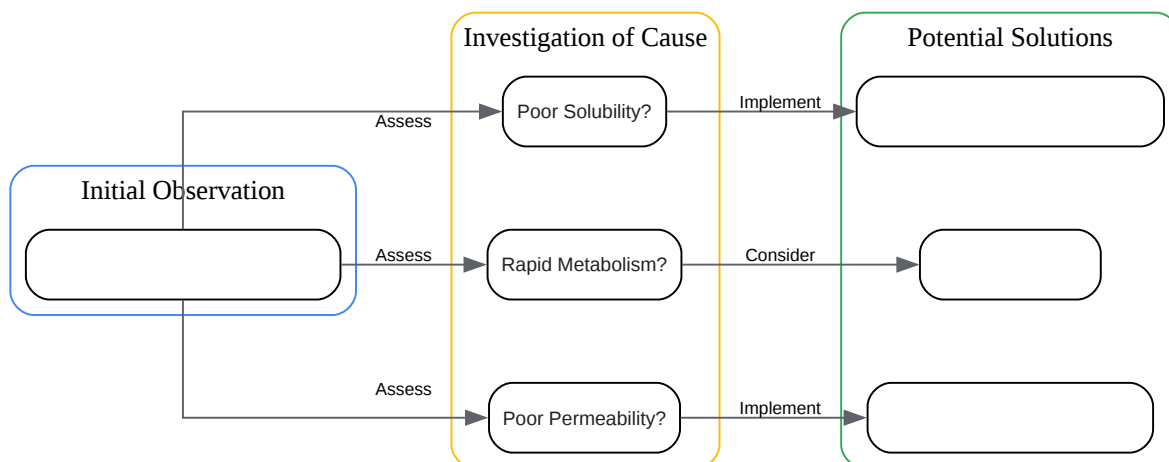 Investigation of Cause
Potential Solutions
Poor Solubility?
Implement
Assess
Initial Observation
Assess
Rapid Metabolism?
Consider
Assess
Poor Permeability?
Implement